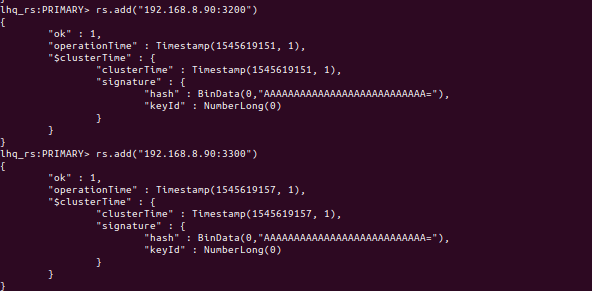 lhq_rs:PRIMARY> rs.add("192.168.8.90:3200")
{
        "ok" : 1,
        "operationTime" : Timestamp(1545619151, 1),
        "$clusterTime" : {
                "clusterTime" : Timestamp(1545619151, 1),
                "signature" : {
                        "hash" : BinData(0,"AAAAAAAAAAAAAAAAAAAAAAAAAAA="),
                        "keyId" : NumberLong(0)
                }
        }
}
lhq_rs:PRIMARY> rs.add("192.168.8.90:3300")
{
        "ok" : 1,
        "operationTime" : Timestamp(1545619157, 1),
        "$clusterTime" : {
                "clusterTime" : Timestamp(1545619157, 1),
                "signature" : {
                        "hash" : BinData(0,"AAAAAAAAAAAAAAAAAAAAAAAAAAA="),
                        "keyId" : NumberLong(0)
                }
        }
}